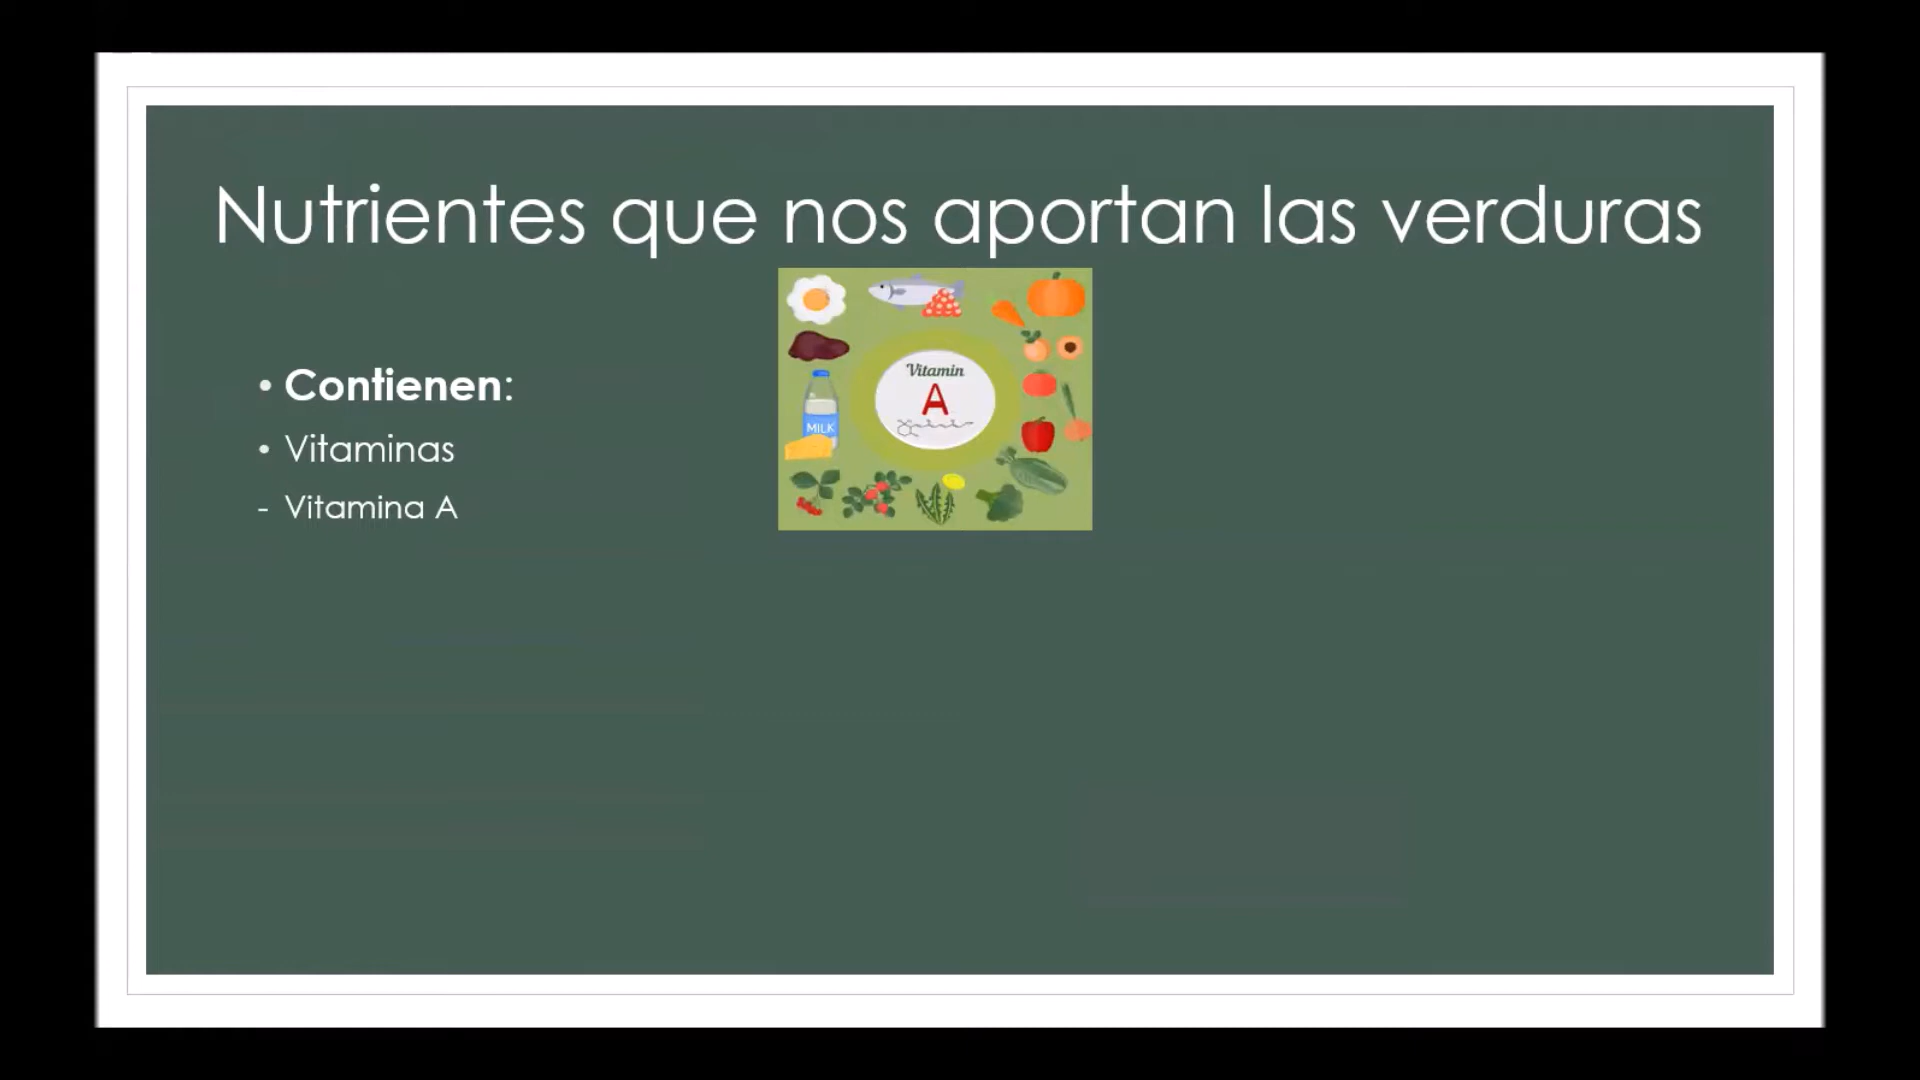 Nutrientes que nos aportan las verduras
• Contienen:
• Vitaminas
- Vitamina A
Vitamin
A
MILK